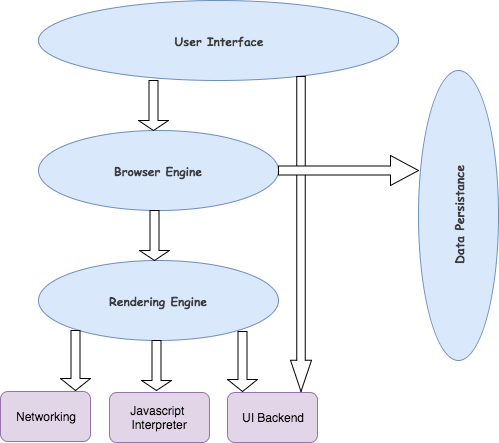 User Interface
Browser Engine
Data Persistance
Rendering Engine
Networking
Javascript
Interpreter
UI Backend